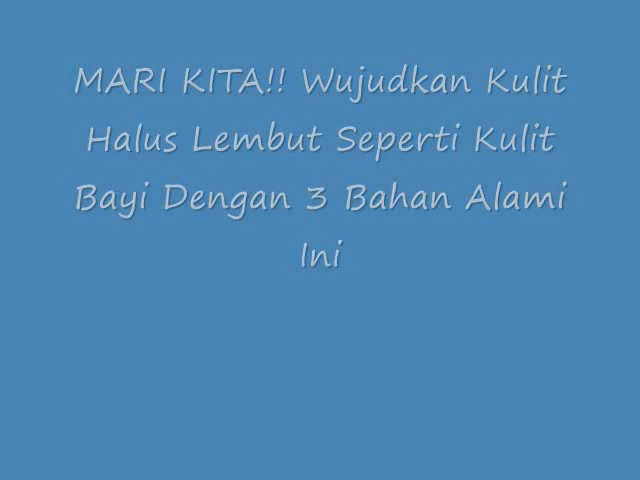 MARI KITA!! Wujudkan Kulit
Halus Lembut Seperti Kulit
Bayi Dengan 3 Bahan Alami
Ini